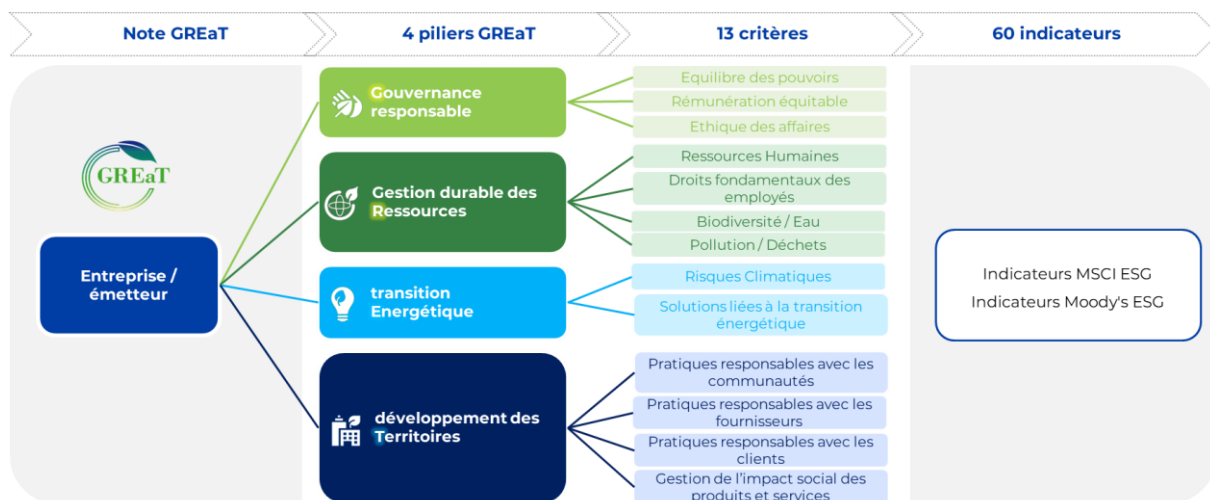 Note GREaT
4 piliers GREaT
13 critères
60 indicateurs
GREaT
Entreprise /
émetteur
Gouvernance
responsable
Equilibre des pouvoirs
Rémunération équitable
Ethique des affaires
Gestion durable des
Ressources
Ressources Humaines
Droits fondamentaux des
employés
Biodiversité / Eau
Pollution / Déchets
transition
Energétique
Risques Climatiques
Solutions liées à la transition
énergétique
développement des
Territoires
Pratiques responsables avec les
communautés
Pratiques responsables avec les
fournisseurs
Pratiques responsables avec les
clients
Gestion de l'impact social des
produits et services
Indicateurs MSCI ESG
Indicateurs Moody's ESG